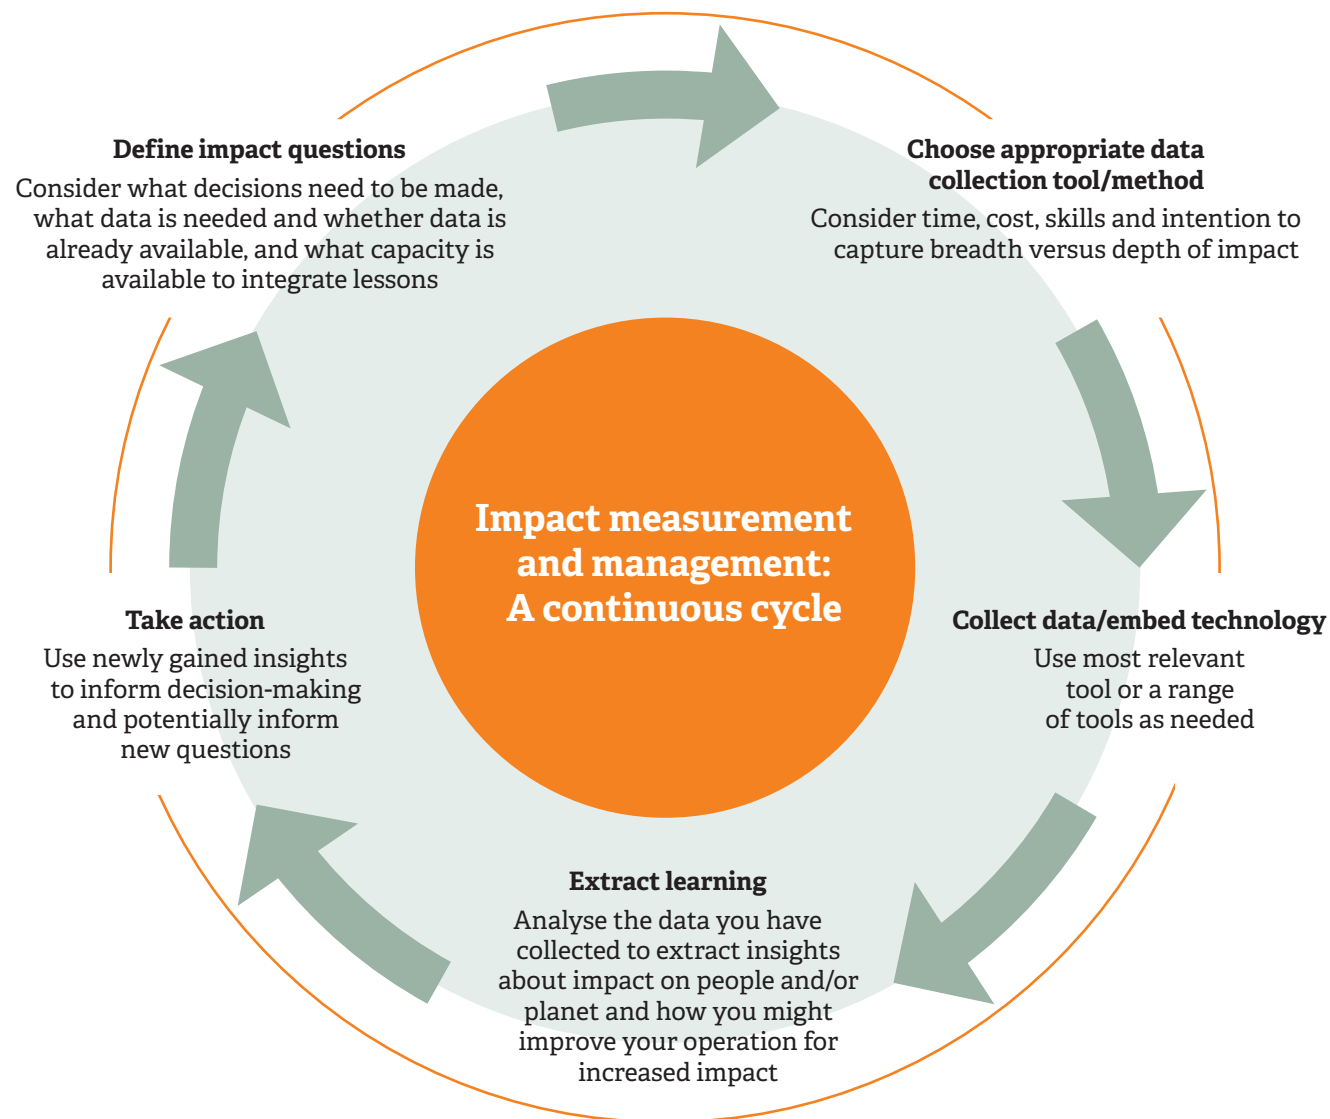 Define impact questions
Consider what decisions need to be made,
what data is needed and whether data is
already available, and what capacity is
available to integrate lessons
Choose appropriate data
collection tool/method
Consider time, cost, skills and intention to
capture breadth versus depth of impact
Impact measurement
and management:
A continuous cycle
Collect data/embed technology
Use most relevant
tool or a range
of tools as needed
Extract learning
Analyse the data you have
collected to extract insights
about impact on people and/or
planet and how you might
improve your operation for
increased impact
Take action
Use newly gained insights
to inform decision-making
and potentially inform
new questions